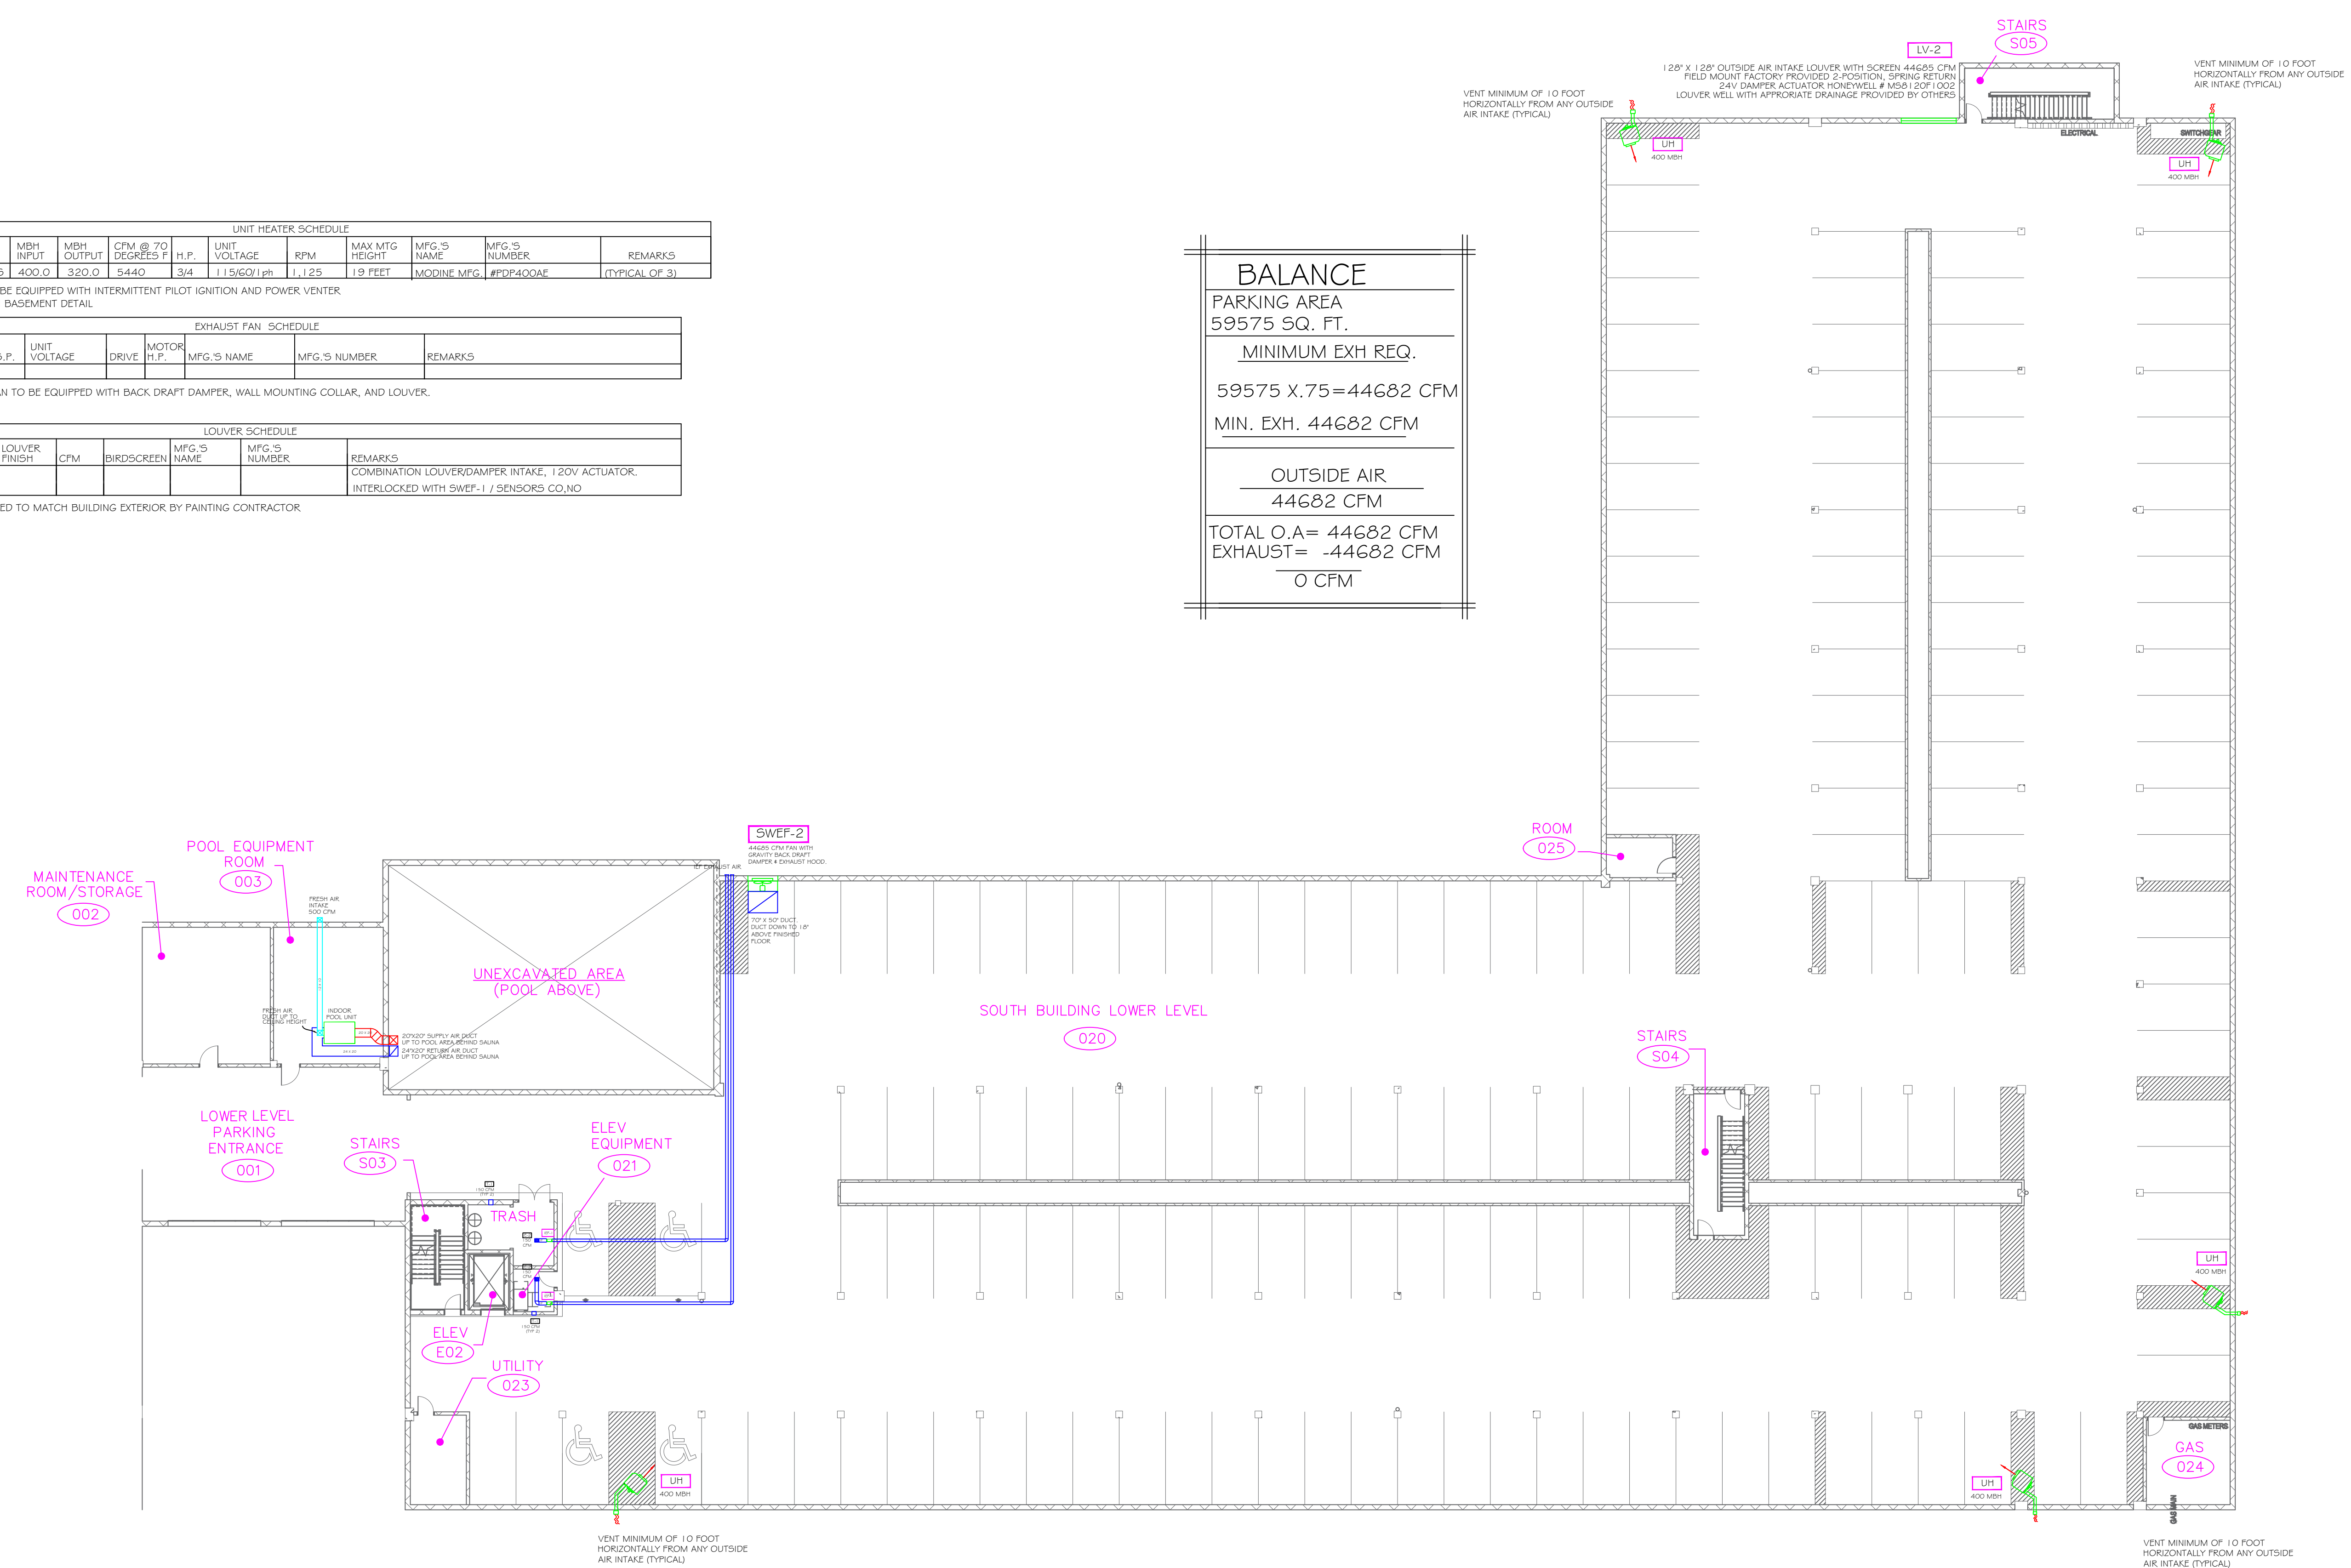 STAIRS
S05
LV-2
128" X 128" OUTSIDE AIR INTAKE LOUVER WITH SCREEN 44685 CFM
FIELD MOUNT FACTORY PROVIDED 2-POSITION, SPRING RETURN
24V DAMPER ACTUATOR HONEYWELL # MS8120F1002
LOUVER WELL WITH APPRORIATE DRAINAGE PROVIDED BY OTHERS
VENT MINIMUM OF 10 FOOT
HORIZONTALLY FROM ANY OUTSIDE
AIR INTAKE (TYPICAL)
VENT MINIMUM OF 10 FOOT
HORIZONTALLY FROM ANY OUTSIDE
AIR INTAKE (TYPICAL)
ELECTRICAL
SWITCHGEAR
UH
400 MBH
UH
400 MBH
UNIT HEATER SCHEDULE
MBH INPUT
MBH OUTPUT
CFM @ 70 DEGREES F
H.P.
UNIT VOLTAGE
RPM
MAX MTG HEIGHT
MFG.'S NAME
MFG.'S NUMBER
REMARKS
400.0
320.0
5440
3/4
115/60/1ph
1,125
19 FEET
MODINE MFG.
#PDP400AE
(TYPICAL OF 3)
BE EQUIPPED WITH INTERMITTENT PILOT IGNITION AND POWER VENTER
BASEMENT DETAIL
EXHAUST FAN SCHEDULE
S.P.
UNIT VOLTAGE
DRIVE
MOTOR H.P.
MFG.'S NAME
MFG.'S NUMBER
REMARKS
AN TO BE EQUIPPED WITH BACK DRAFT DAMPER, WALL MOUNTING COLLAR, AND LOUVER.
LOUVER SCHEDULE
LOUVER FINISH
CFM
BIRDSCREEN
MFG.'S NAME
MFG.'S NUMBER
REMARKS
COMBINATION LOUVER/DAMPER INTAKE, 120V ACTUATOR.
INTERLOCKED WITH SWEF-1 / SENSORS CO,NO
ED TO MATCH BUILDING EXTERIOR BY PAINTING CONTRACTOR
BALANCE
PARKING AREA
59575 SQ. FT.
MINIMUM EXH REQ.
59575 X.75=44682 CFM
MIN. EXH. 44682 CFM
OUTSIDE AIR
44682 CFM
TOTAL O.A= 44682 CFM
EXHAUST= -44682 CFM
0 CFM
ROOM
025
SWEF-2
44685 CFM FAN WITH
GRAVITY BACK DRAFT
DAMPER & EXHAUST HOOD.
EXHAUST AIR
70" X 50" DUCT.
DUCT DOWN TO 18"
ABOVE FINISHED
FLOOR
POOL EQUIPMENT
ROOM
003
MAINTENANCE
ROOM/STORAGE
002
FRESH AIR
INTAKE
500 CFM
FRESH AIR
DUCT UP TO
CEILING HEIGHT
INDOOR
POOL UNIT
20"X20" SUPPLY AIR DUCT
UP TO POOL AREA BEHIND SAUNA
24"X20" RETURN AIR DUCT
UP TO POOL AREA BEHIND SAUNA
UNEXCAVATED AREA
(POOL ABOVE)
SOUTH BUILDING LOWER LEVEL
020
STAIRS
S04
LOWER LEVEL
PARKING
ENTRANCE
001
STAIRS
S03
ELEV
EQUIPMENT
021
150 CFM
(TYP 2)
TRASH
150
CFM
150
CFM
150 CFM
(TYP 2)
ELEV
E02
UTILITY
023
UH
400 MBH
UH
400 MBH
UH
400 MBH
GAS METERS
GAS
024
GAS MAIN
VENT MINIMUM OF 10 FOOT
HORIZONTALLY FROM ANY OUTSIDE
AIR INTAKE (TYPICAL)
VENT MINIMUM OF 10 FOOT
HORIZONTALLY FROM ANY OUTSIDE
AIR INTAKE (TYPICAL)